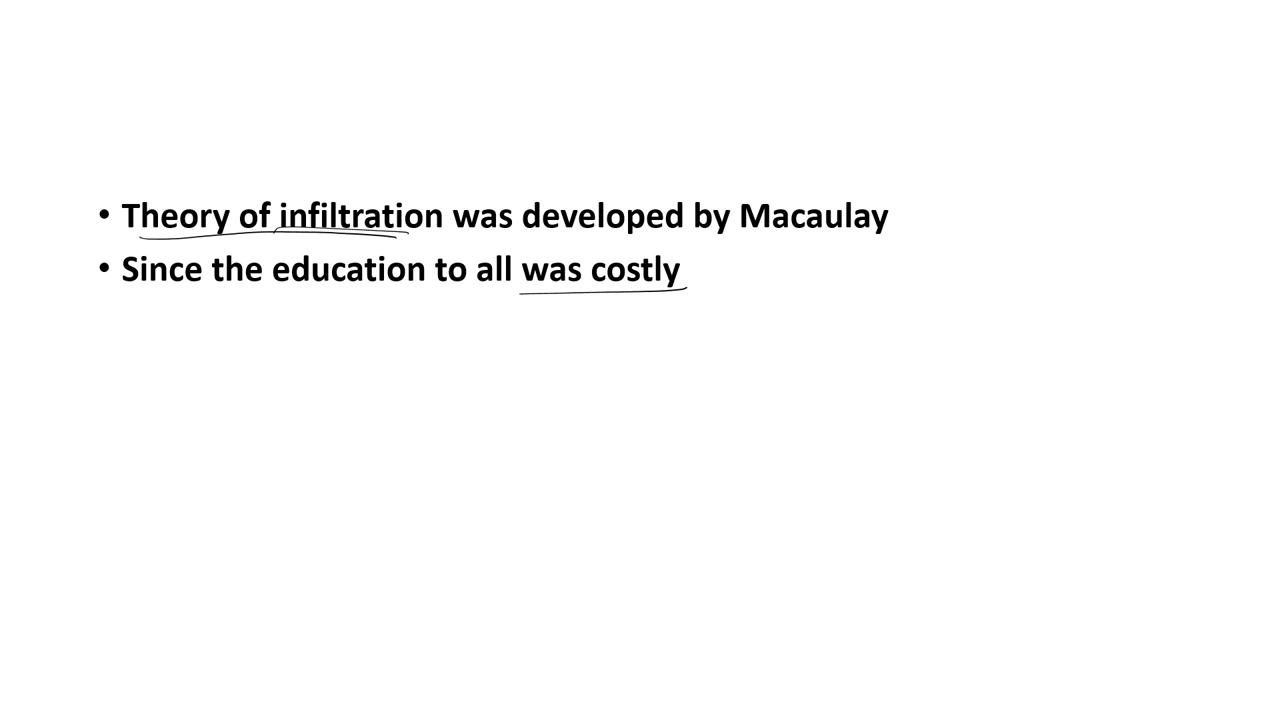 • Theory of infiltration was developed by Macaulay
• Since the education to all was costly